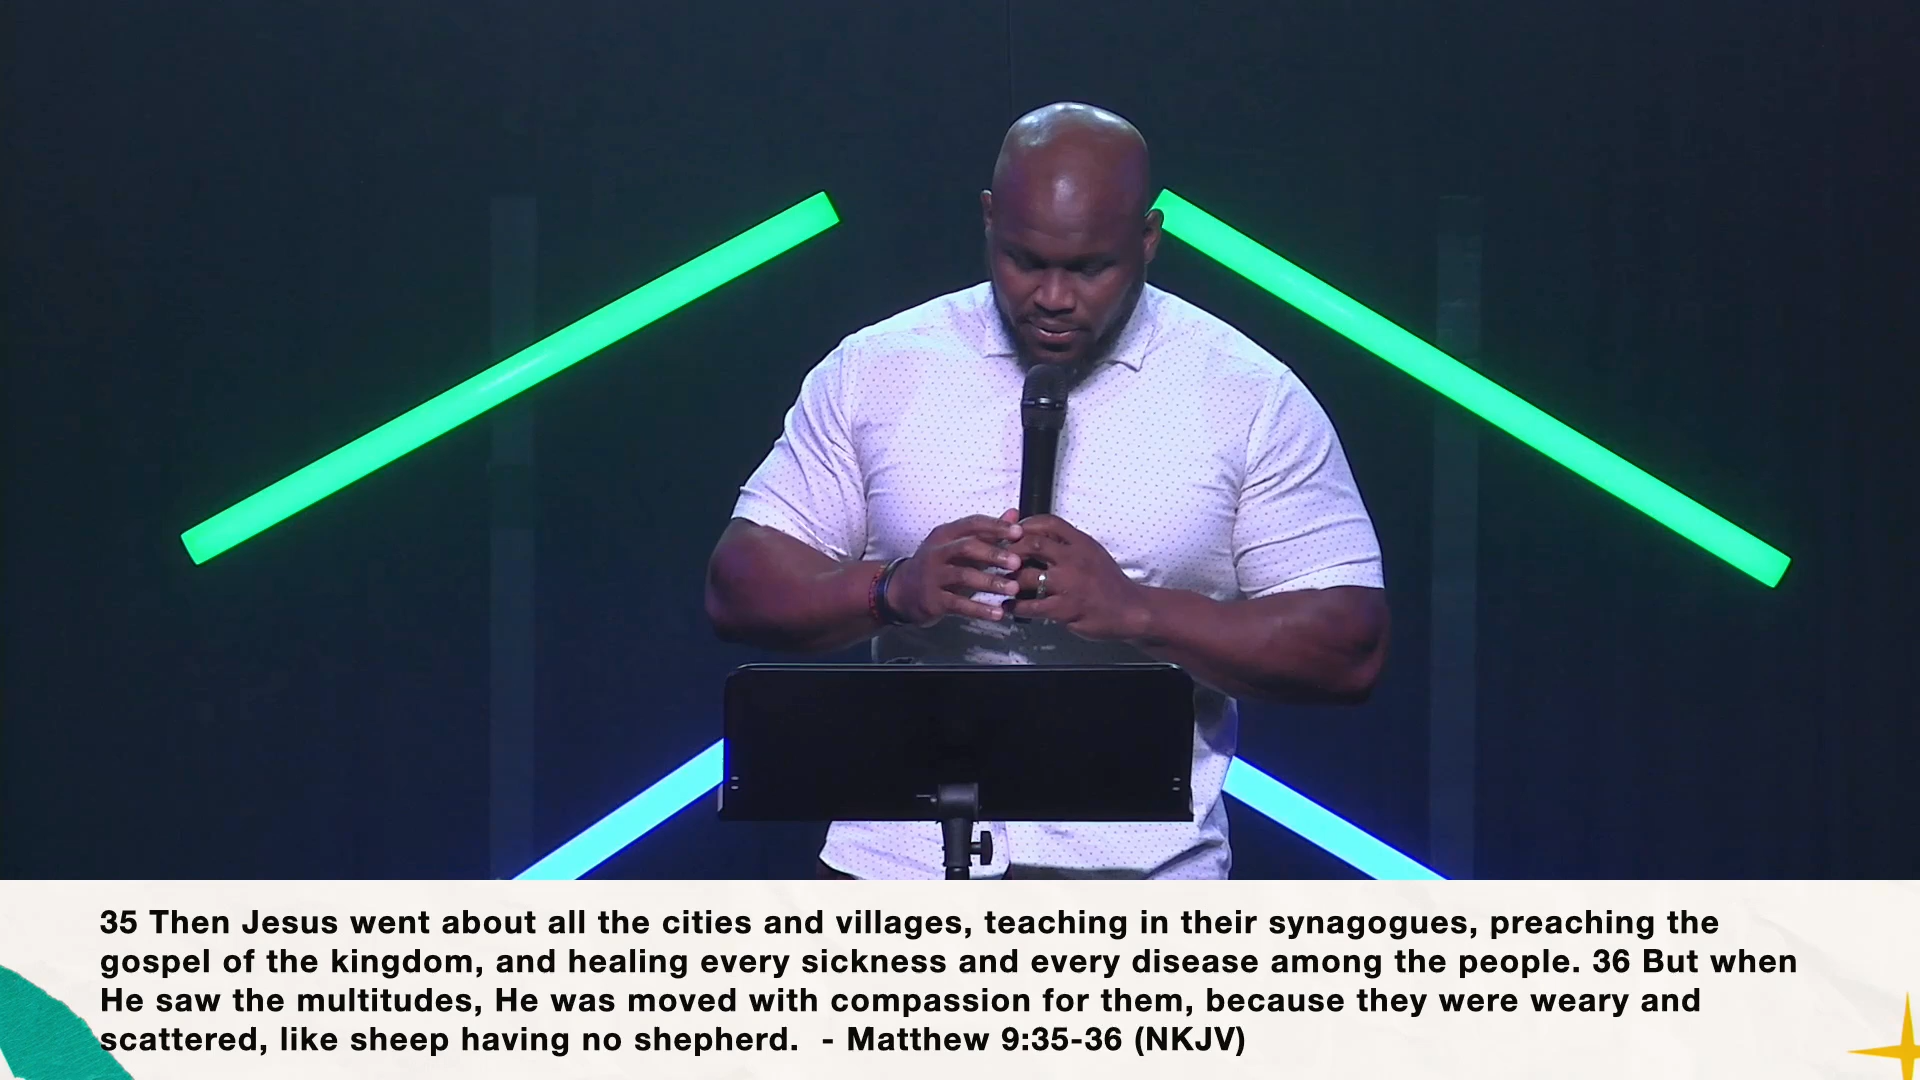 35 Then Jesus went about all the cities and villages, teaching in their synagogues, preaching the
gospel of the kingdom, and healing every sickness and every disease among the people. 36 But when
He saw the multitudes, He was moved with compassion for them, because they were weary and
scattered, like sheep having no shepherd.  - Matthew 9:35-36 (NKJV)